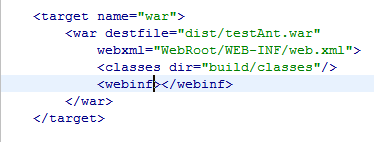 <target name="war">
<war destfile="dist/testAnt.war"
webxml="WebRoot/WEB-INF/web.xml">
<classes dir="build/classes"/>
<webinf></webinf>
</war>
</target>